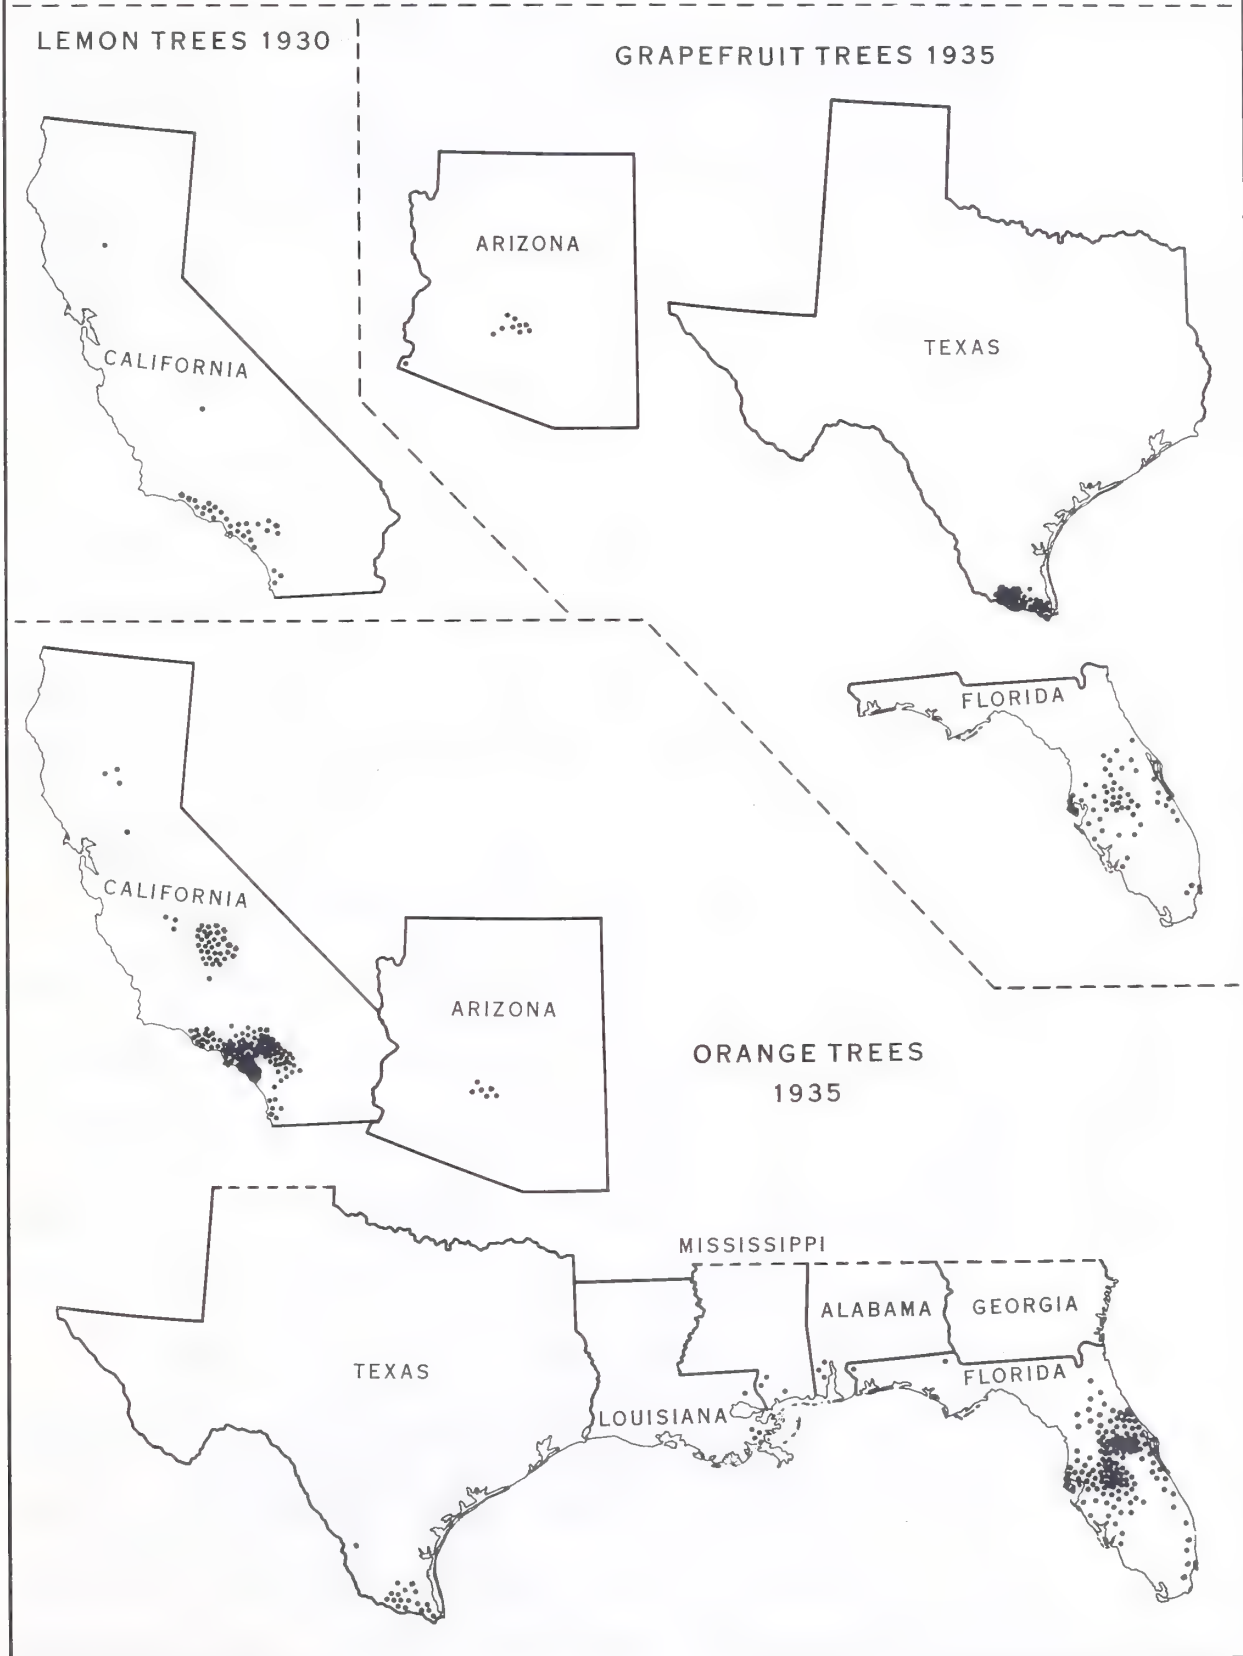 LEMON TREES 1930
GRAPEFRUIT TREES 1935
ARIZONA
TEXAS
CALIFORNIA
FLORIDA
CALIFORNIA
ARIZONA
ORANGE TREES
1935
MISSISSIPPI
ALABAMA
GEORGIA
TEXAS
FLORIDA
LOUISIANA